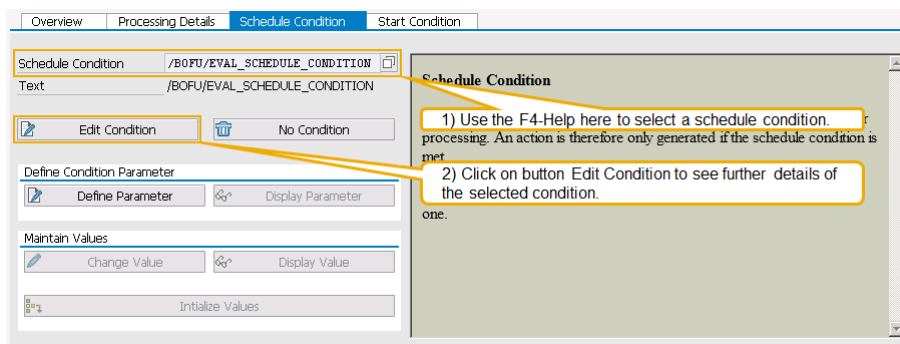 Overview Processing Details Schedule Condition Start Condition
Schedule Condition /BOFU/EVAL_SCHEDULE_CONDITION
Text /BOFU/EVAL_SCHEDULE_CONDITION
Edit Condition No Condition
Define Condition Parameter
Define Parameter Display Parameter
Maintain Values
Change Value Display Value
Intialize Values
Schedule Condition
1) Use the F4-Help here to select a schedule condition.
processing. An action is therefore only generated if the schedule condition is
met
2) Click on button Edit Condition to see further details of
the selected condition.
one.